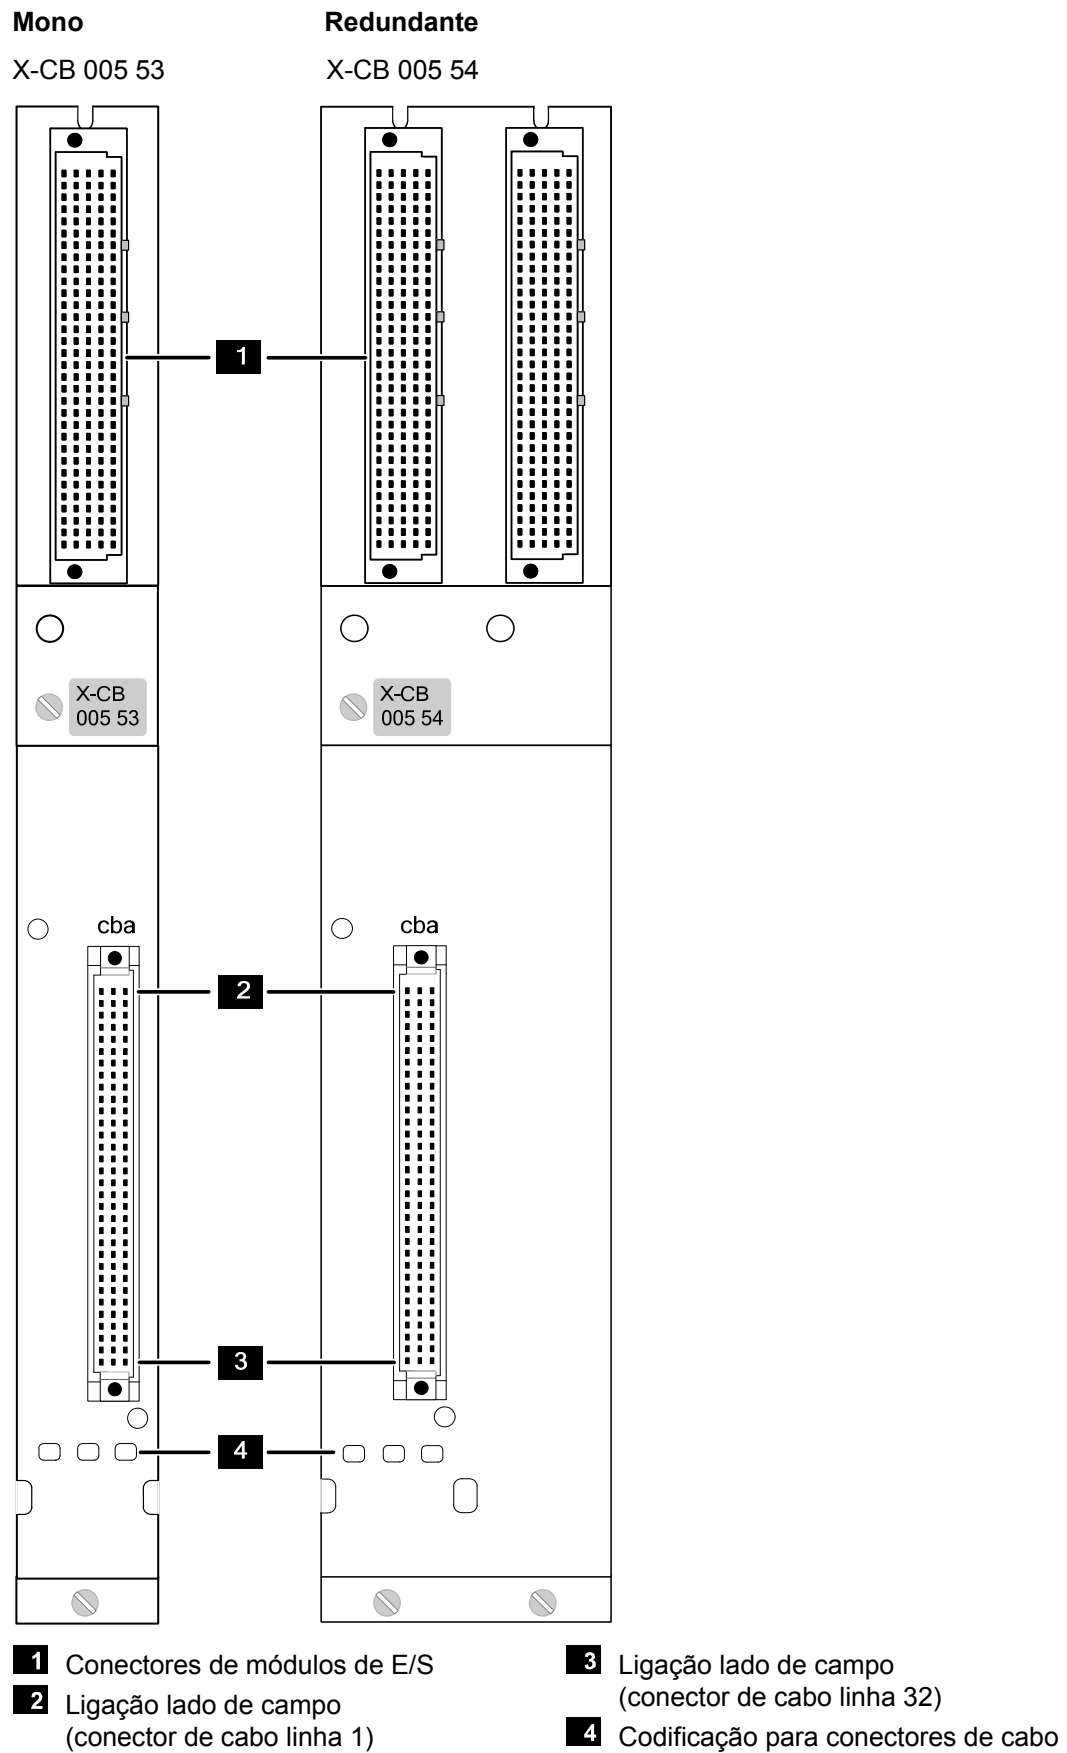 Mono
Redundante
X-CB 005 53
X-CB 005 54
1
X-CB
005 53
X-CB
005 54
cba
cba
2
3
4
1 Conectores de módulos de E/S
2 Ligação lado de campo
(conector de cabo linha 1)
3 Ligação lado de campo
(conector de cabo linha 32)
4 Codificação para conectores de cabo